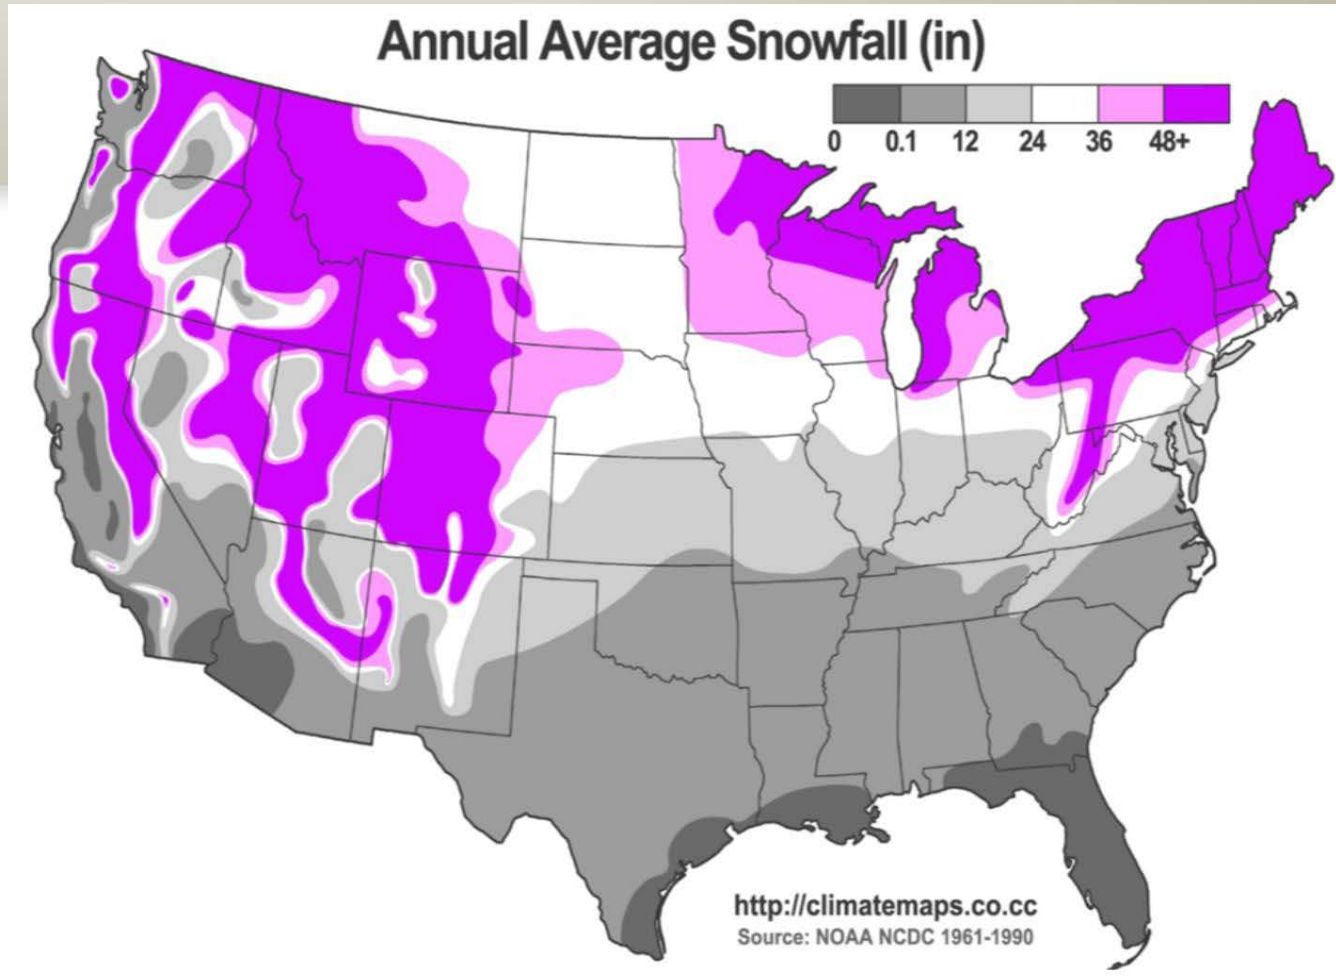 Annual Average Snowfall (in)
0 0.1 12 24 36 48+
http://climatemaps.co.cc
Source: NOAA NCDC 1961-1990